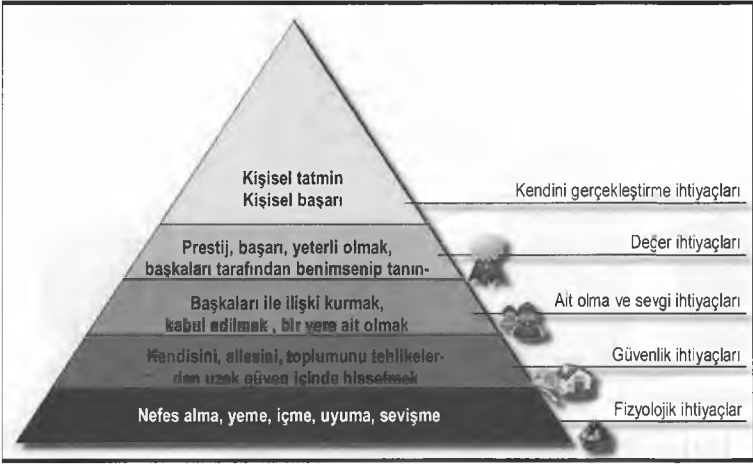 Kişisel tatmin
Kişisel başarı
Kendini gerçekleştirme ihtiyaçları
Prestij, başarı, yeterli olmak,
başkaları tarafından benimsenip tanın-
Değer ihtiyaçları
Başkaları ile ilişki kurmak,
kabul edilmek , bir yere ait olmak
Ait olma ve sevgi ihtiyaçları
Kendisini, ailesini, toplumunu tehlikeler-
den uzak güven içinde hissetmek
Güvenlik ihtiyaçları
Nefes alma, yeme, içme, uyuma, sevişme
Fizyolojik ihtiyaçlar